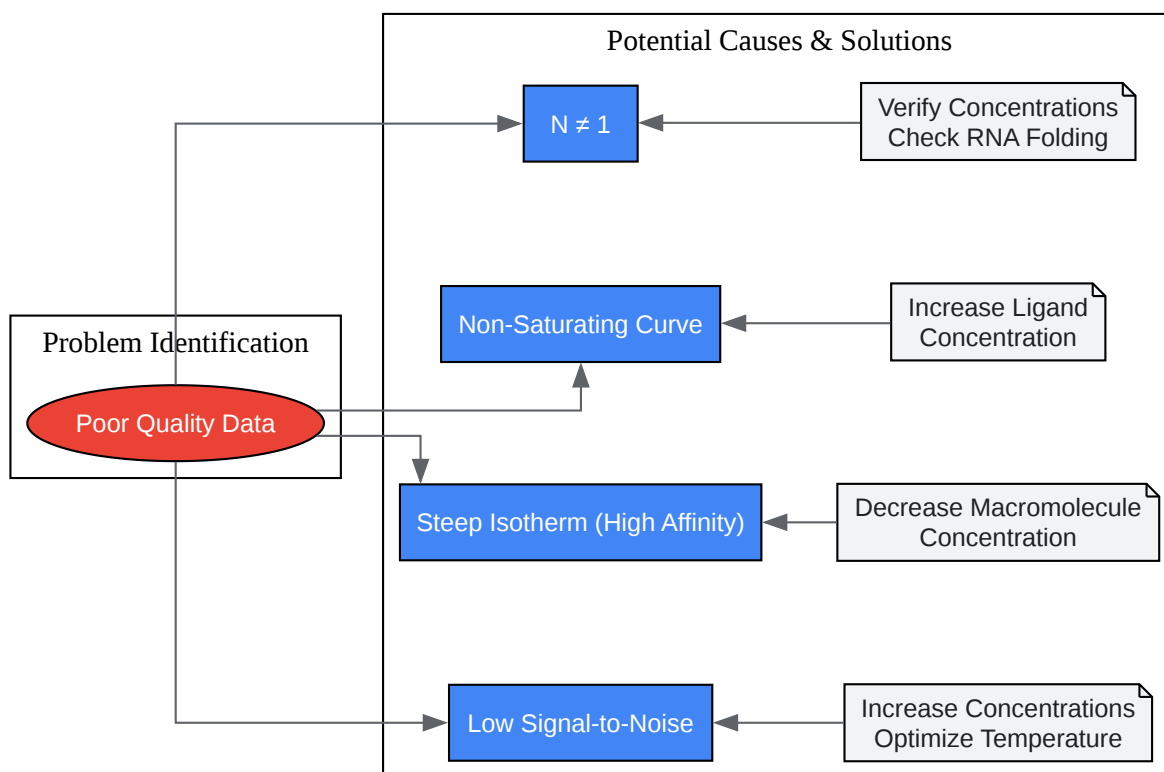 Potential Causes & Solutions
N ≠ 1
Verify Concentrations
Check RNA Folding
Problem Identification
Poor Quality Data
Non-Saturating Curve
Increase Ligand
Concentration
Steep Isotherm (High Affinity)
Decrease Macromolecule
Concentration
Low Signal-to-Noise
Increase Concentrations
Optimize Temperature